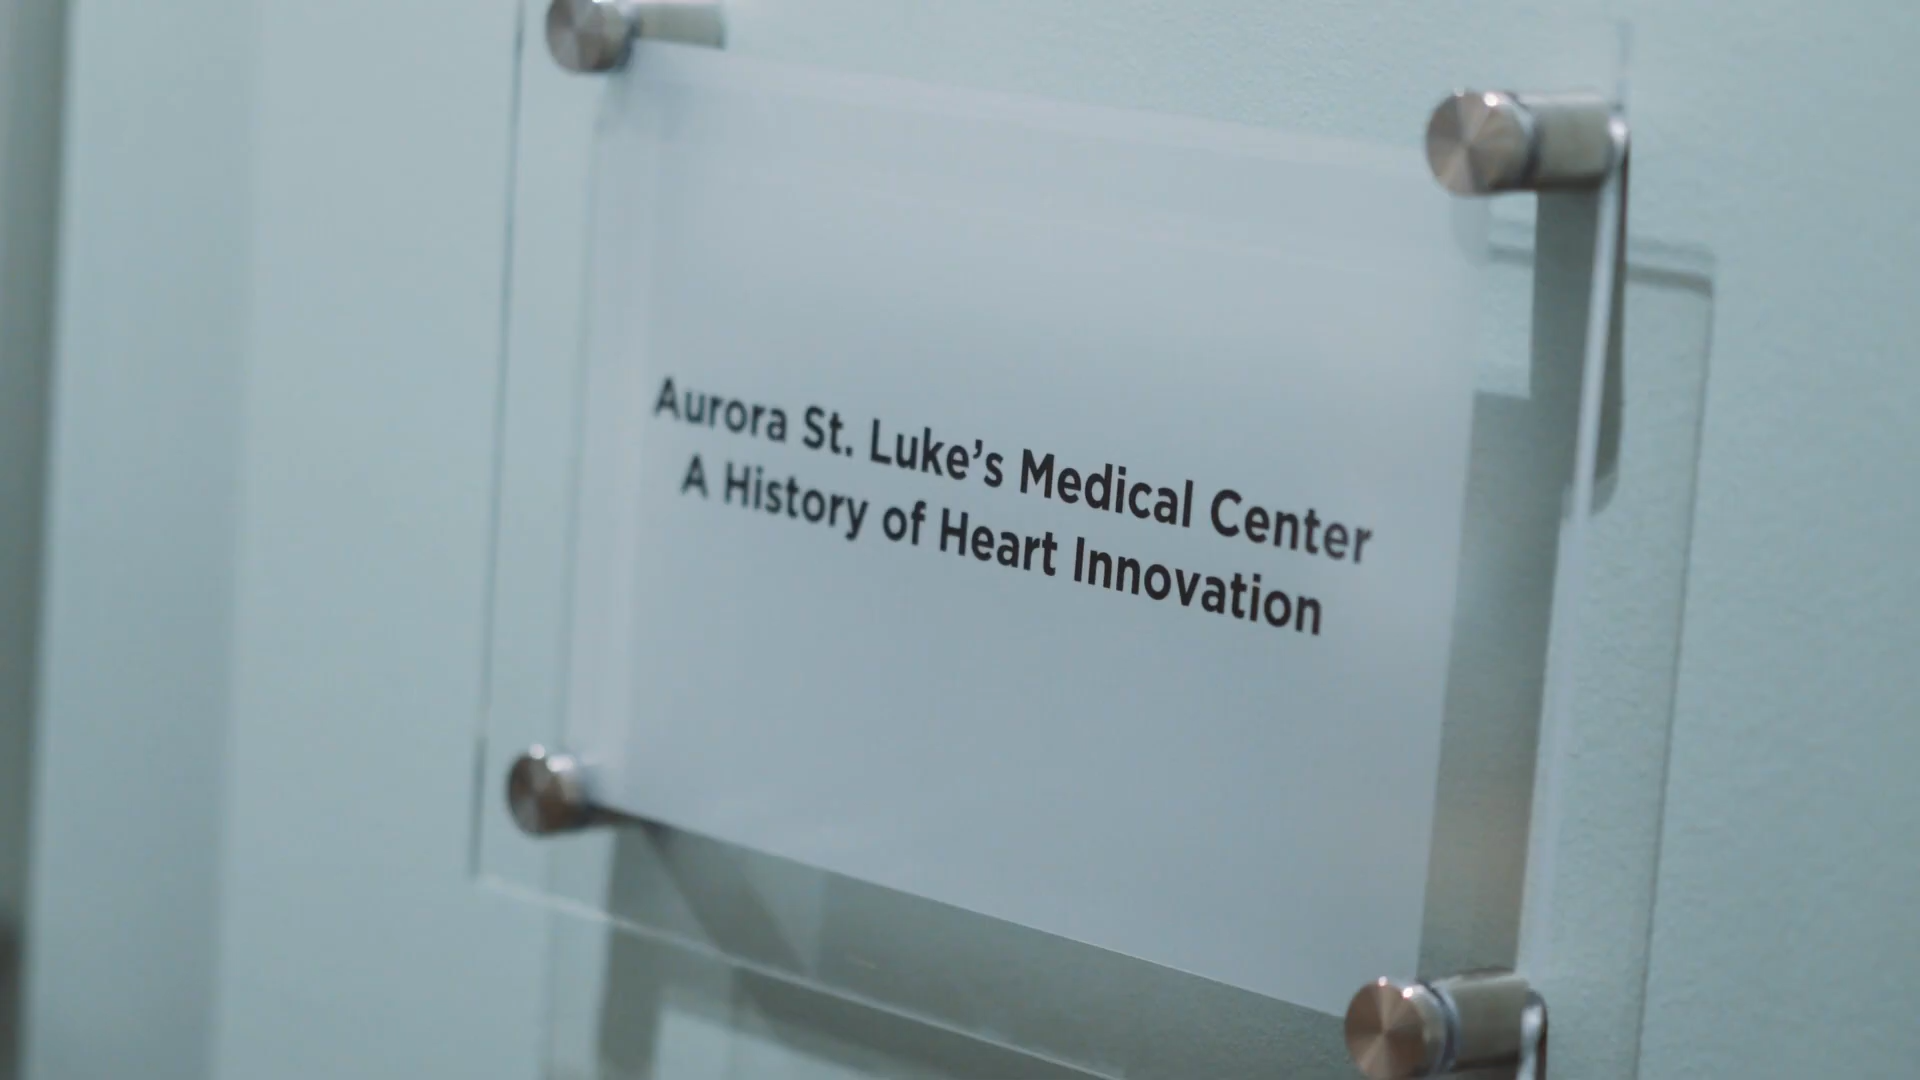 Aurora St. Luke’s Medical Center
A History of Heart Innovation